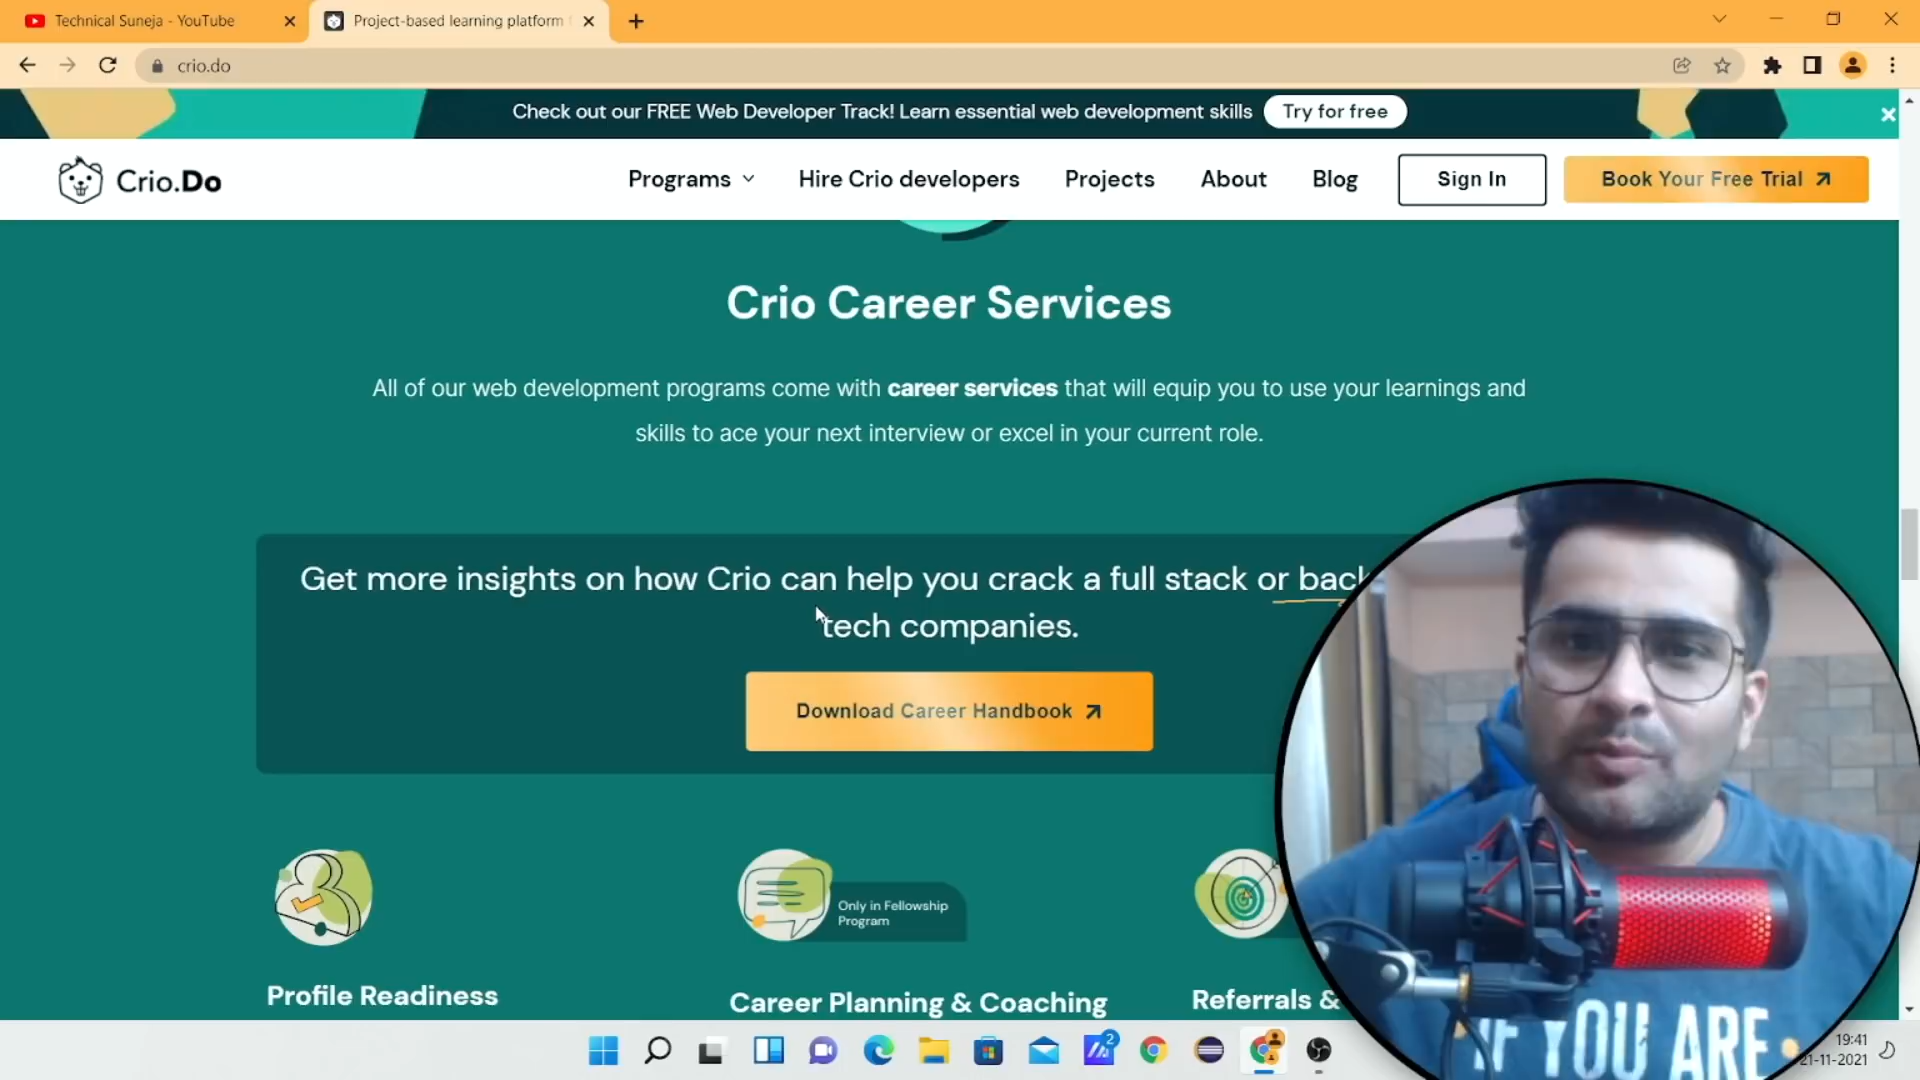 Technical Suneja - YouTube
Project-based learning platform
crio.do
Check out our FREE Web Developer Track! Learn essential web development skills
Try for free
Crio.Do
Programs
Hire Crio developers
Projects
About
Blog
Sign In
Book Your Free Trial
Crio Career Services
All of our web development programs come with career services that will equip you to use your learnings and
skills to ace your next interview or excel in your current role.
Get more insights on how Crio can help you crack a full stack or back
tech companies.
Download Career Handbook
Only in Fellowship
Program
Profile Readiness
Career Planning & Coaching
Referrals &
IF YOU ARE
2
19:41
21-11-2021